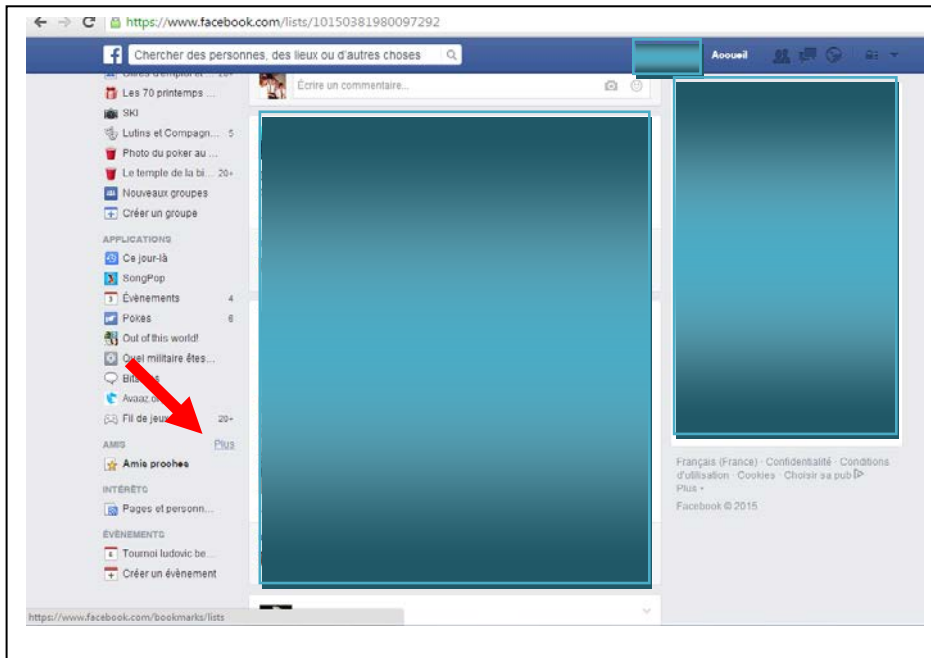 https://www.facebook.com/lists/10150381980097292
Chercher des personnes, des lieux ou d'autres choses
Accueil
20+
Les 70 printemps ...
SKI
Lutins et Compagn... 5
Photo du poker au ...
Le temple de la bi... 20+
Nouveaux groupes
Créer un groupe
APPLICATIONS
Ce jour-là
SongPop
Évènements 4
Pokes 6
Out of this world!
Quel militaire êtes...
Fil de jeux 20+
AMIS Plus
Amis proches
INTÉRÊTS
Pages et personn...
ÉVÈNEMENTS
Tournoi ludovic be...
Créer un évènement
https://www.facebook.com/bookmarks/lists
Écrire un commentaire...
Français (France) · Confidentialité · Conditions
d'utilisation · Cookies · Choisir sa pub
Plus
Facebook © 2015